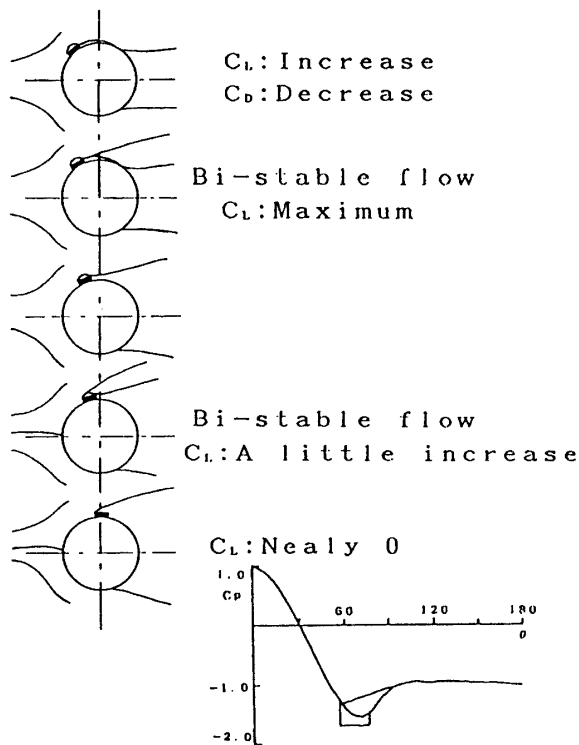 CL: Increase
CD: Decrease
Bi-stable flow
CL: Maximum
Bi-stable flow
CL: A little increase
CL: Nealy 0
1.0
Cp
60
120
180
θ
-1.0
-2.0